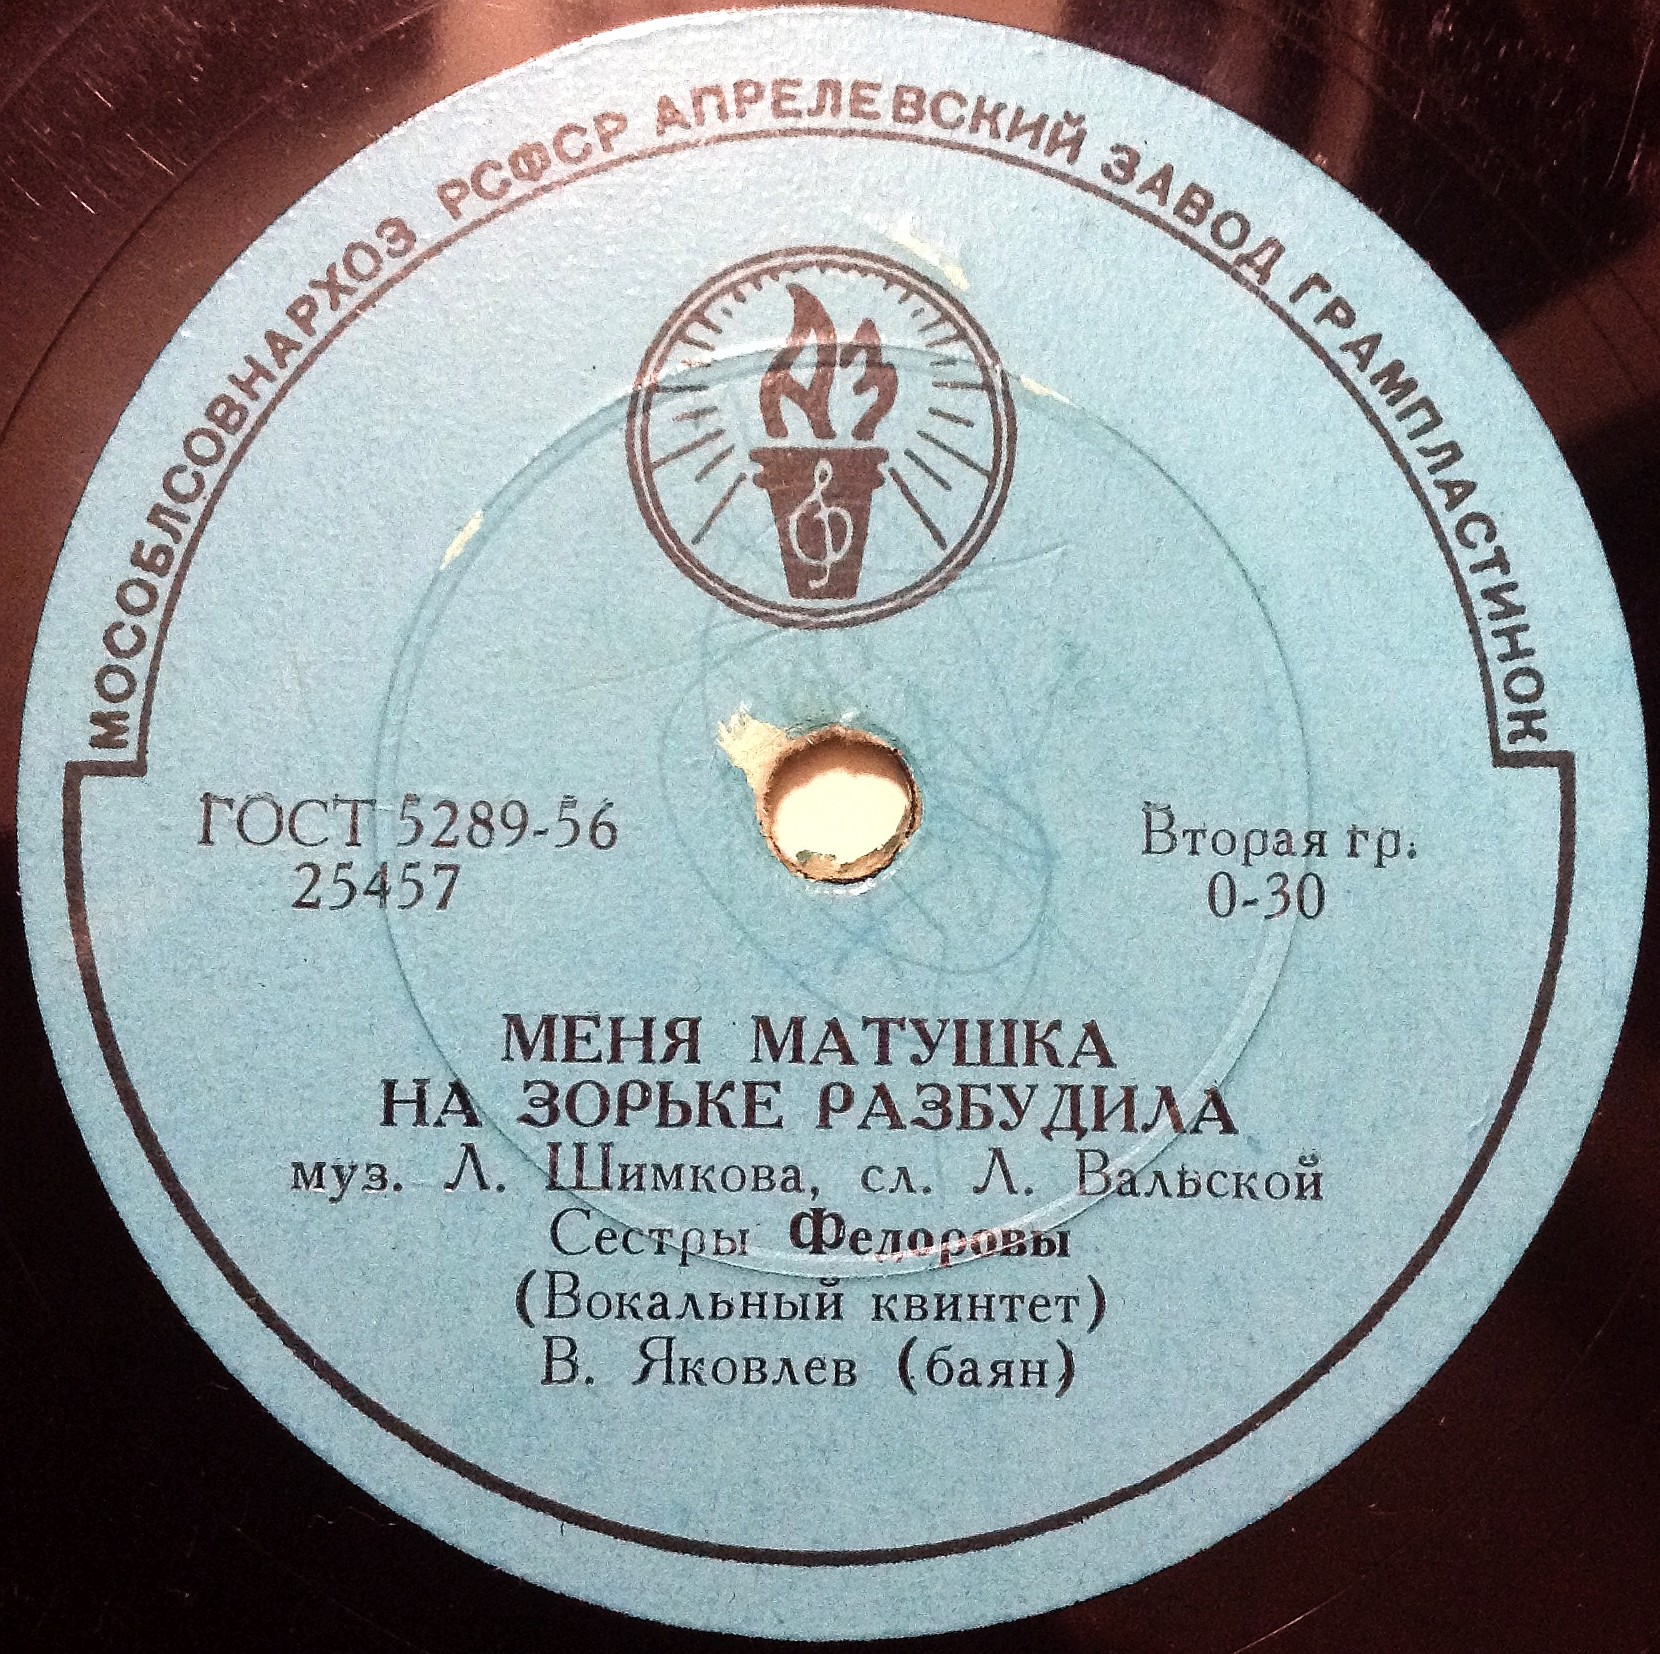 МОСОБЛСОВНАРХОЗ РСФСР АПРЕЛЕВСКИЙ ЗАВОД ГРАМПЛАСТИНОК
ГОСТ 5289-56
25457
Вторая гр.
0-30
МЕНЯ МАТУШКА
НА ЗОРЬКЕ РАЗБУДИЛА
муз. Л. Шимкова, сл. Л. Вальской
Сестры Федоровы
(Вокальный квинтет)
В. Яковлев (баян)